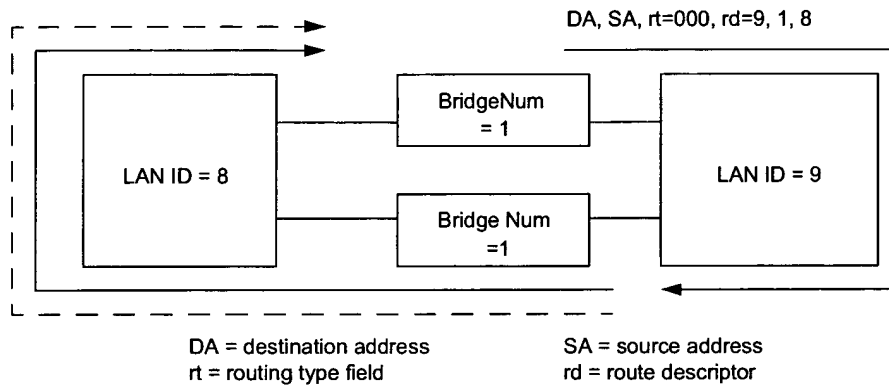 DA, SA, rt=000, rd=9, 1, 8
BridgeNum
= 1
LAN ID = 8
LAN ID = 9
Bridge Num
=1
DA = destination address
SA = source address
rt = routing type field
rd = route descriptor